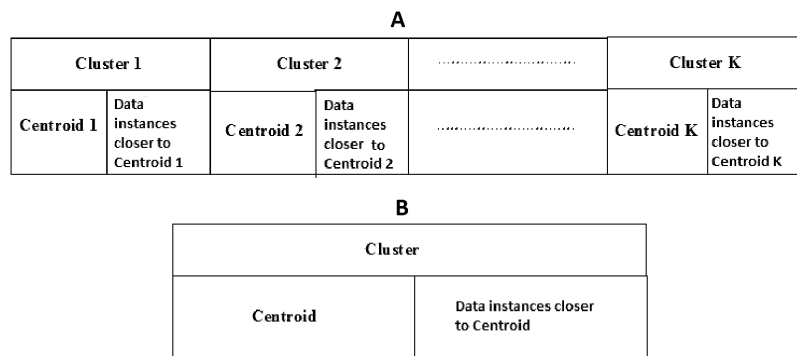 A
Cluster 1 Cluster 2 ........................ Cluster K
Centroid 1
Data
instances
closer to
Centroid 1
Centroid 2
Data
instances
closer to
Centroid 2
........................
Centroid K
Data
instances
closer to
Centroid K
B
Cluster
Centroid
Data instances closer
to Centroid